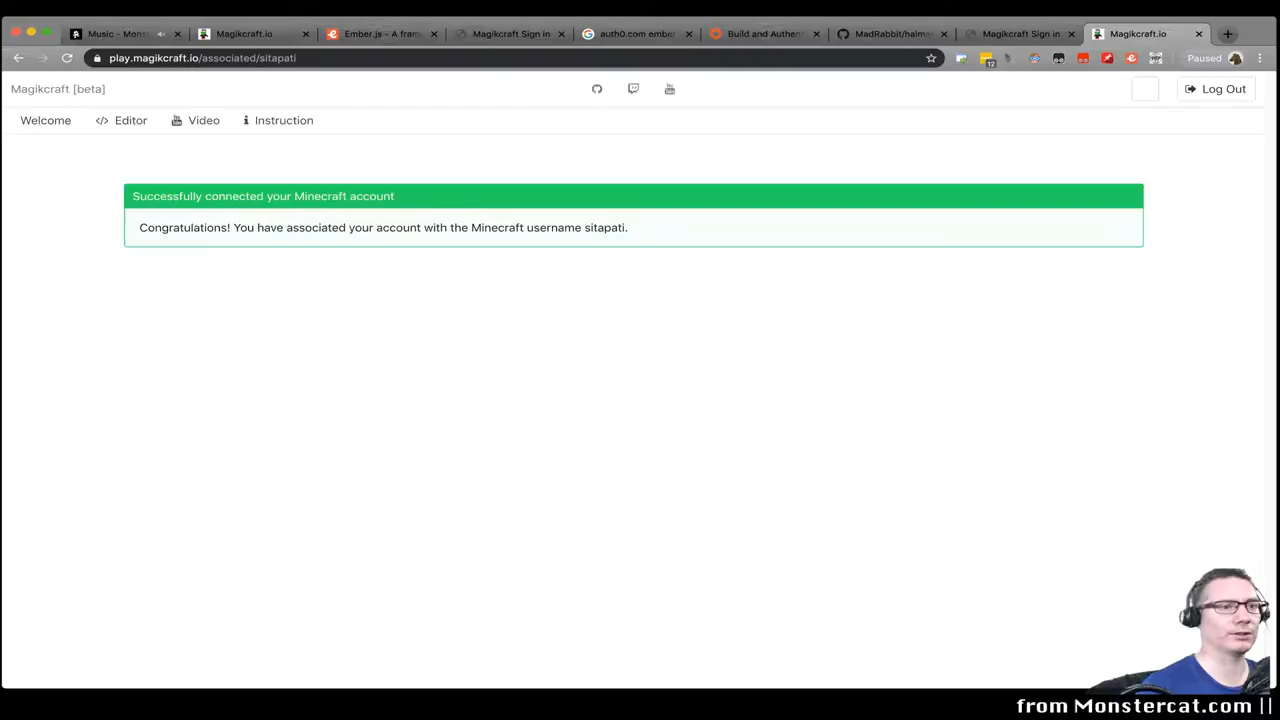 Music - Mons
Magikcraft.io
Ember.js - A fram
Magikcraft Sign in
auth0.com ember
Build and Authen
MadRabbit/halma
Magikcraft Sign in
Magikcraft.io
play.magikcraft.io/associated/sitapati
12
Paused
Magikcraft [beta]
Log Out
Welcome
</> Editor
Video
Instruction
Successfully connected your Minecraft account
Congratulations! You have associated your account with the Minecraft username sitapati.
from Monstercat.com ||